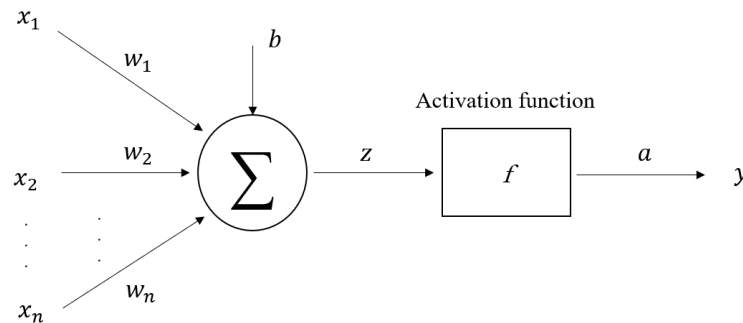 x₁
w₁
b
Activation function
x₂
w₂
∑
z
f
a
y
xₙ
wₙ